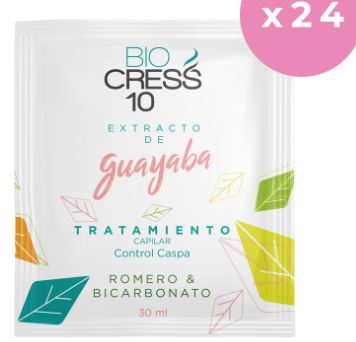 x24
BIO
CRESS
10
EXTRACTO
DE
guayaba
TRATAMIENTO
CAPILAR
Control Caspa
ROMERO &
BICARBONATO
30 ml